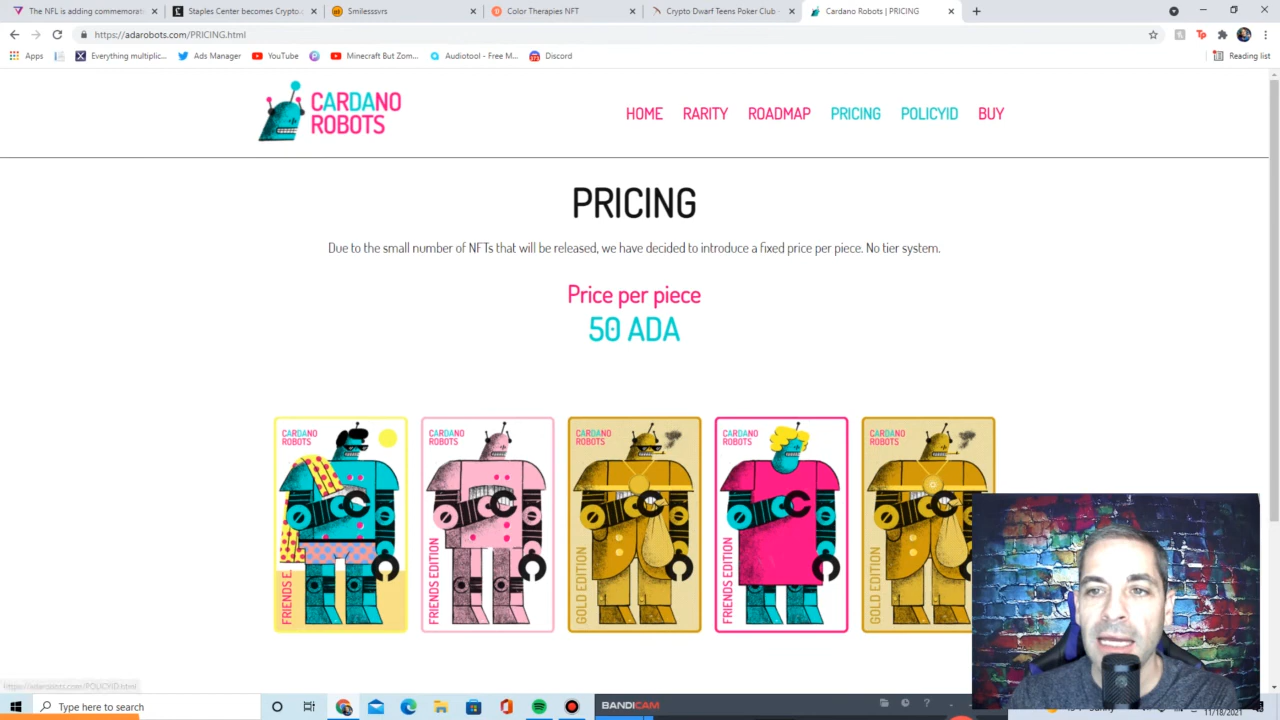 The NFL is adding commemorat
Staples Center becomes Crypto.c
Smilesssvrs
Color Therapies NFT
Crypto Dwarf Teens Poker Club -
Cardano Robots | PRICING
https://adarobots.com/PRICING.html
Apps
Everything multiplic...
Ads Manager
YouTube
Minecraft But Zom...
Audiotool - Free M...
Discord
Reading list
CARDANO
ROBOTS
HOME
RARITY
ROADMAP
PRICING
POLICYID
BUY
PRICING
Due to the small number of NFTs that will be released, we have decided to introduce a fixed price per piece. No tier system.
Price per piece
50 ADA
CARDANO
ROBOTS
FRIENDS E
CARDANO
ROBOTS
FRIENDS EDITION
CARDANO
ROBOTS
GOLD EDITION
CARDANO
ROBOTS
FRIENDS EDITION
CARDANO
ROBOTS
GOLD EDITION
https://adarobots.com/POLICYID.html
Type here to search
BANDICAM
11/18/2021